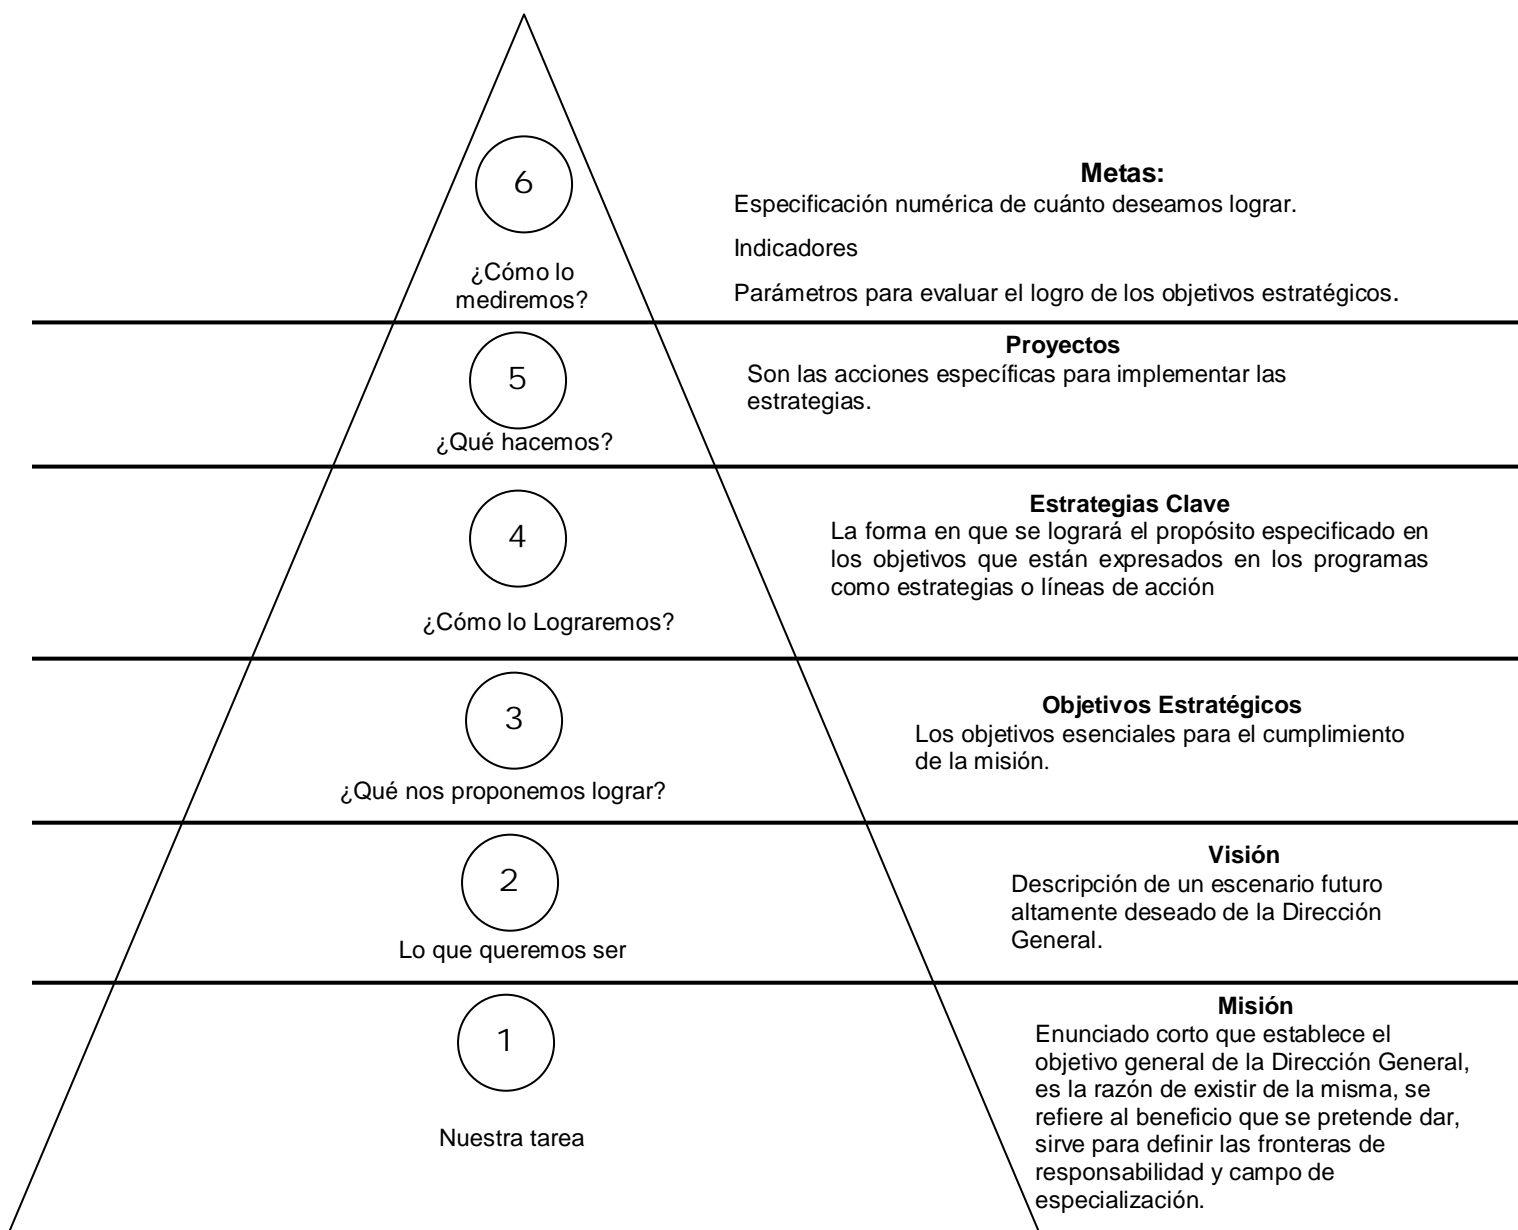 6
¿Cómo lo
mediremos?
Metas:
Especificación numérica de cuánto deseamos lograr.
Indicadores
Parámetros para evaluar el logro de los objetivos estratégicos.
5
¿Qué hacemos?
Proyectos
Son las acciones específicas para implementar las
estrategias.
4
¿Cómo lo Lograremos?
Estrategias Clave
La forma en que se logrará el propósito especificado en
los objetivos que están expresados en los programas
como estrategias o líneas de acción
3
¿Qué nos proponemos lograr?
Objetivos Estratégicos
Los objetivos esenciales para el cumplimiento
de la misión.
2
Lo que queremos ser
Visión
Descripción de un escenario futuro
altamente deseado de la Dirección
General.
1
Nuestra tarea
Misión
Enunciado corto que establece el
objetivo general de la Dirección General,
es la razón de existir de la misma, se
refiere al beneficio que se pretende dar,
sirve para definir las fronteras de
responsabilidad y campo de
especialización.